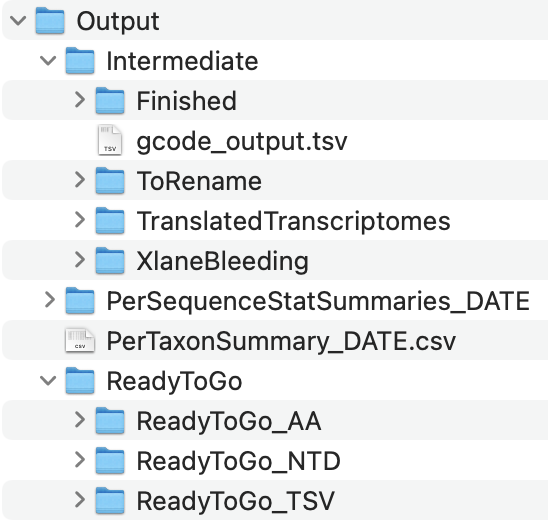 Output
Intermediate
Finished
TSV gcode_output.tsv
ToRename
TranslatedTranscriptomes
XlaneBleeding
PerSequenceStatSummaries_DATE
CSV PerTaxonSummary_DATE.csv
ReadyToGo
ReadyToGo_AA
ReadyToGo_NTD
ReadyToGo_TSV